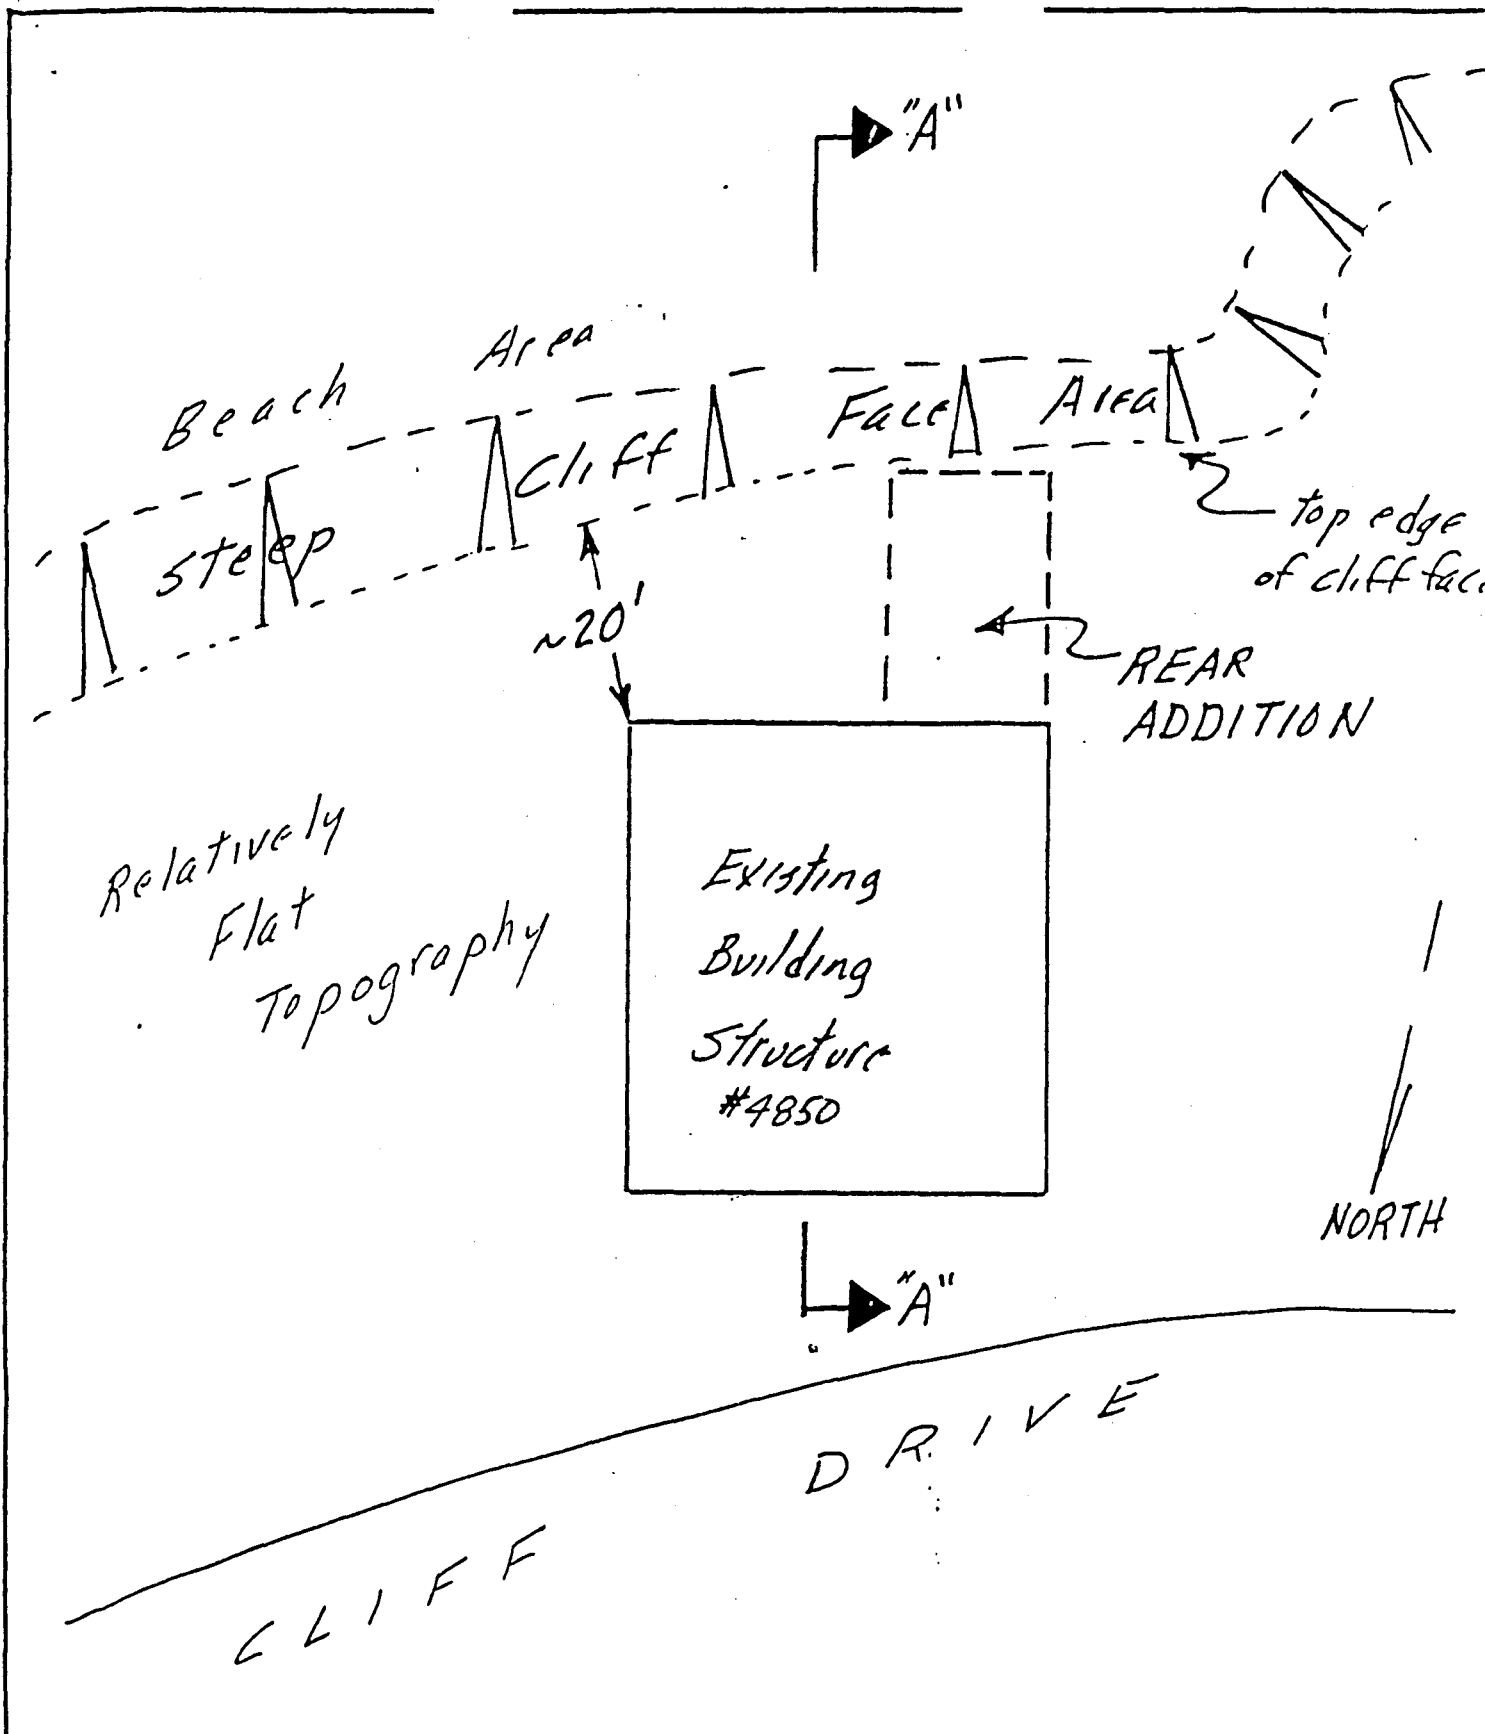 "A"
Beach Area
Steep Cliff Face Area
top edge
of cliff face
~20'
REAR
ADDITION
Relatively
Flat
Topography
Existing
Building
Structure
#4850
NORTH
"A"
CLIFF DRIVE